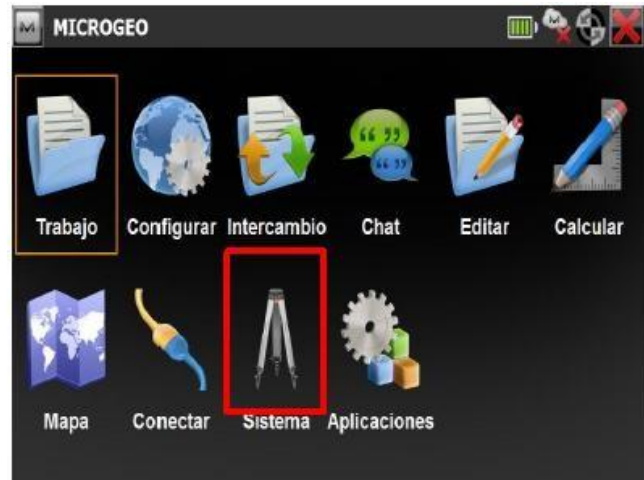 MICROGEO
Trabajo Configurar Intercambio Chat Editar Calcular
Mapa Conectar Sistema Aplicaciones